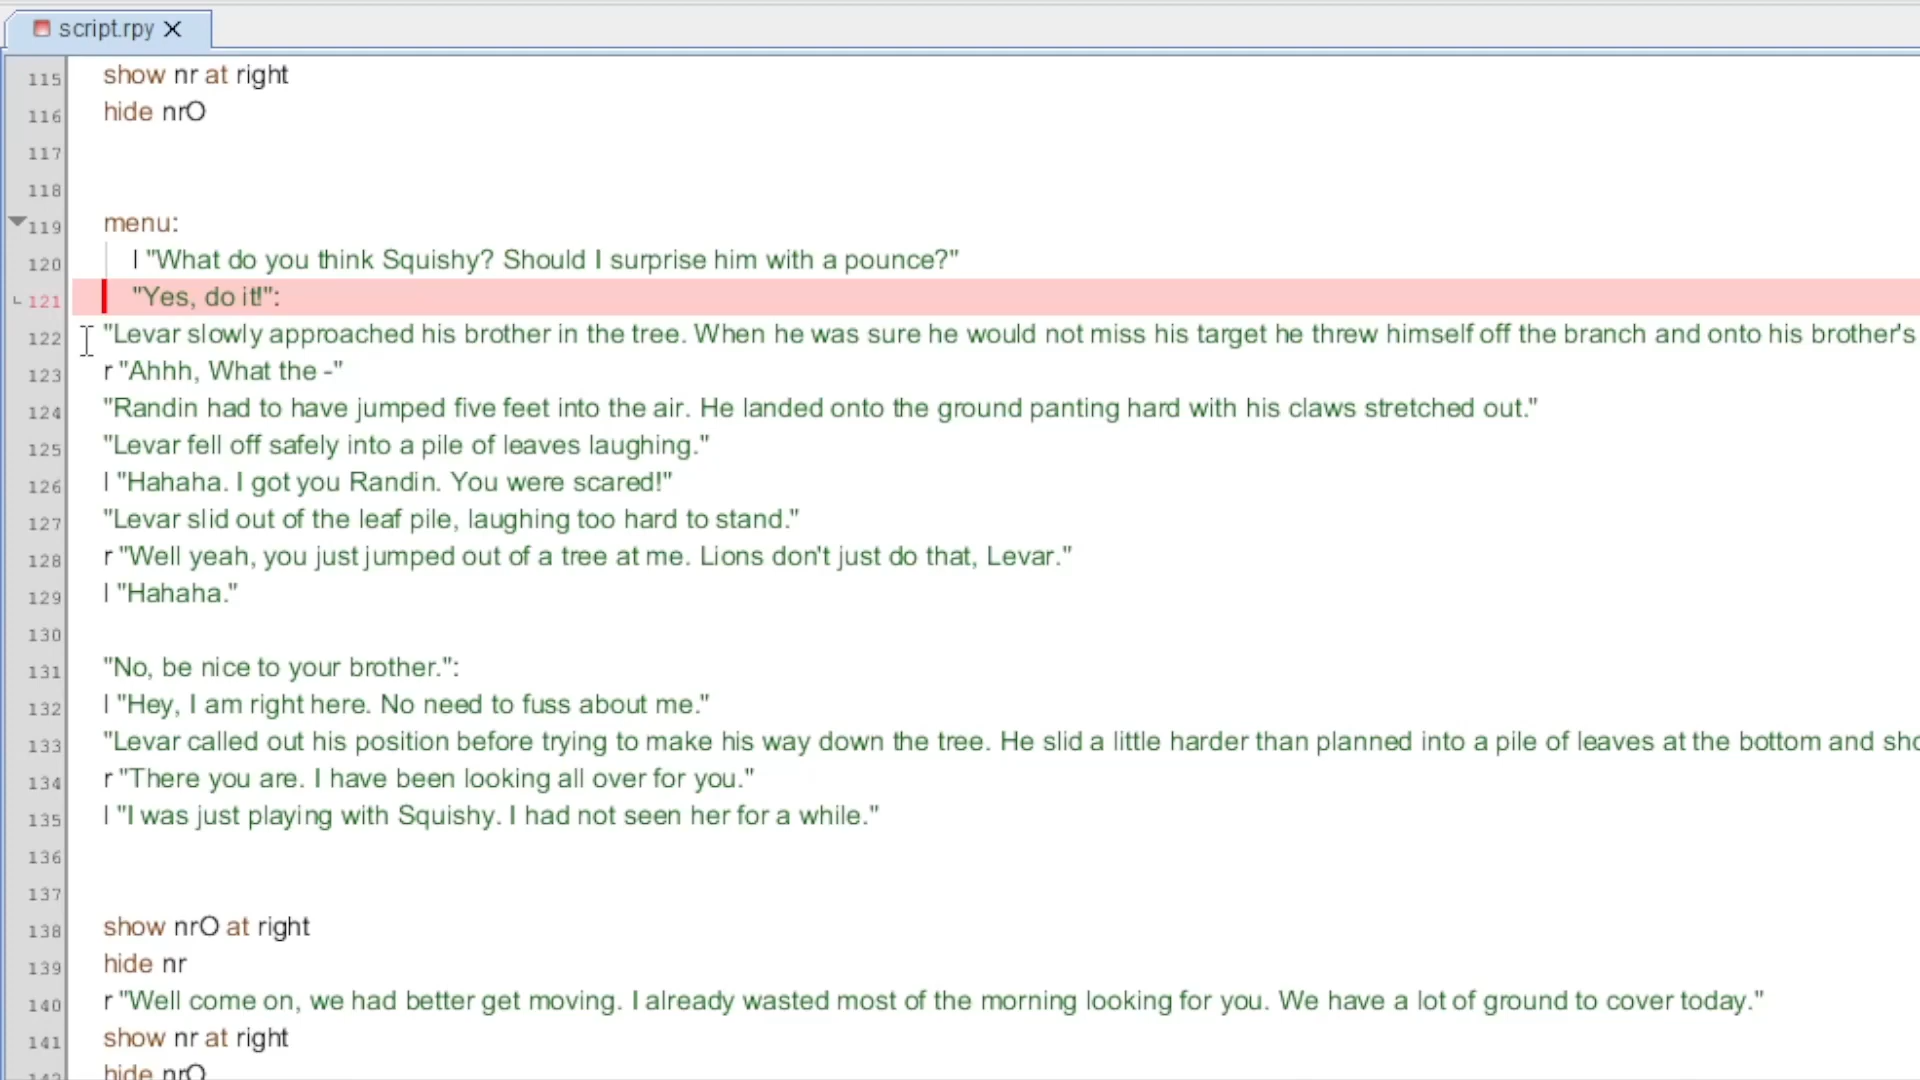 script.rpy
115 show nr at right
116 hide nrO
117
118
119 menu:
120 l "What do you think Squishy? Should I surprise him with a pounce?"
121 "Yes, do it!":
122 "Levar slowly approached his brother in the tree. When he was sure he would not miss his target he threw himself off the branch and onto his brother's
123 r "Ahhh, What the -"
124 "Randin had to have jumped five feet into the air. He landed onto the ground panting hard with his claws stretched out."
125 "Levar fell off safely into a pile of leaves laughing."
126 l "Hahaha. I got you Randin. You were scared!"
127 "Levar slid out of the leaf pile, laughing too hard to stand."
128 r "Well yeah, you just jumped out of a tree at me. Lions don't just do that, Levar."
129 l "Hahaha."
130
131 "No, be nice to your brother.":
132 l "Hey, I am right here. No need to fuss about me."
133 "Levar called out his position before trying to make his way down the tree. He slid a little harder than planned into a pile of leaves at the bottom and
134 r "There you are. I have been looking all over for you."
135 l "I was just playing with Squishy. I had not seen her for a while."
136
137
138 show nrO at right
139 hide nr
140 r "Well come on, we had better get moving. I already wasted most of the morning looking for you. We have a lot of ground to cover today."
141 show nr at right
142 hide nrO